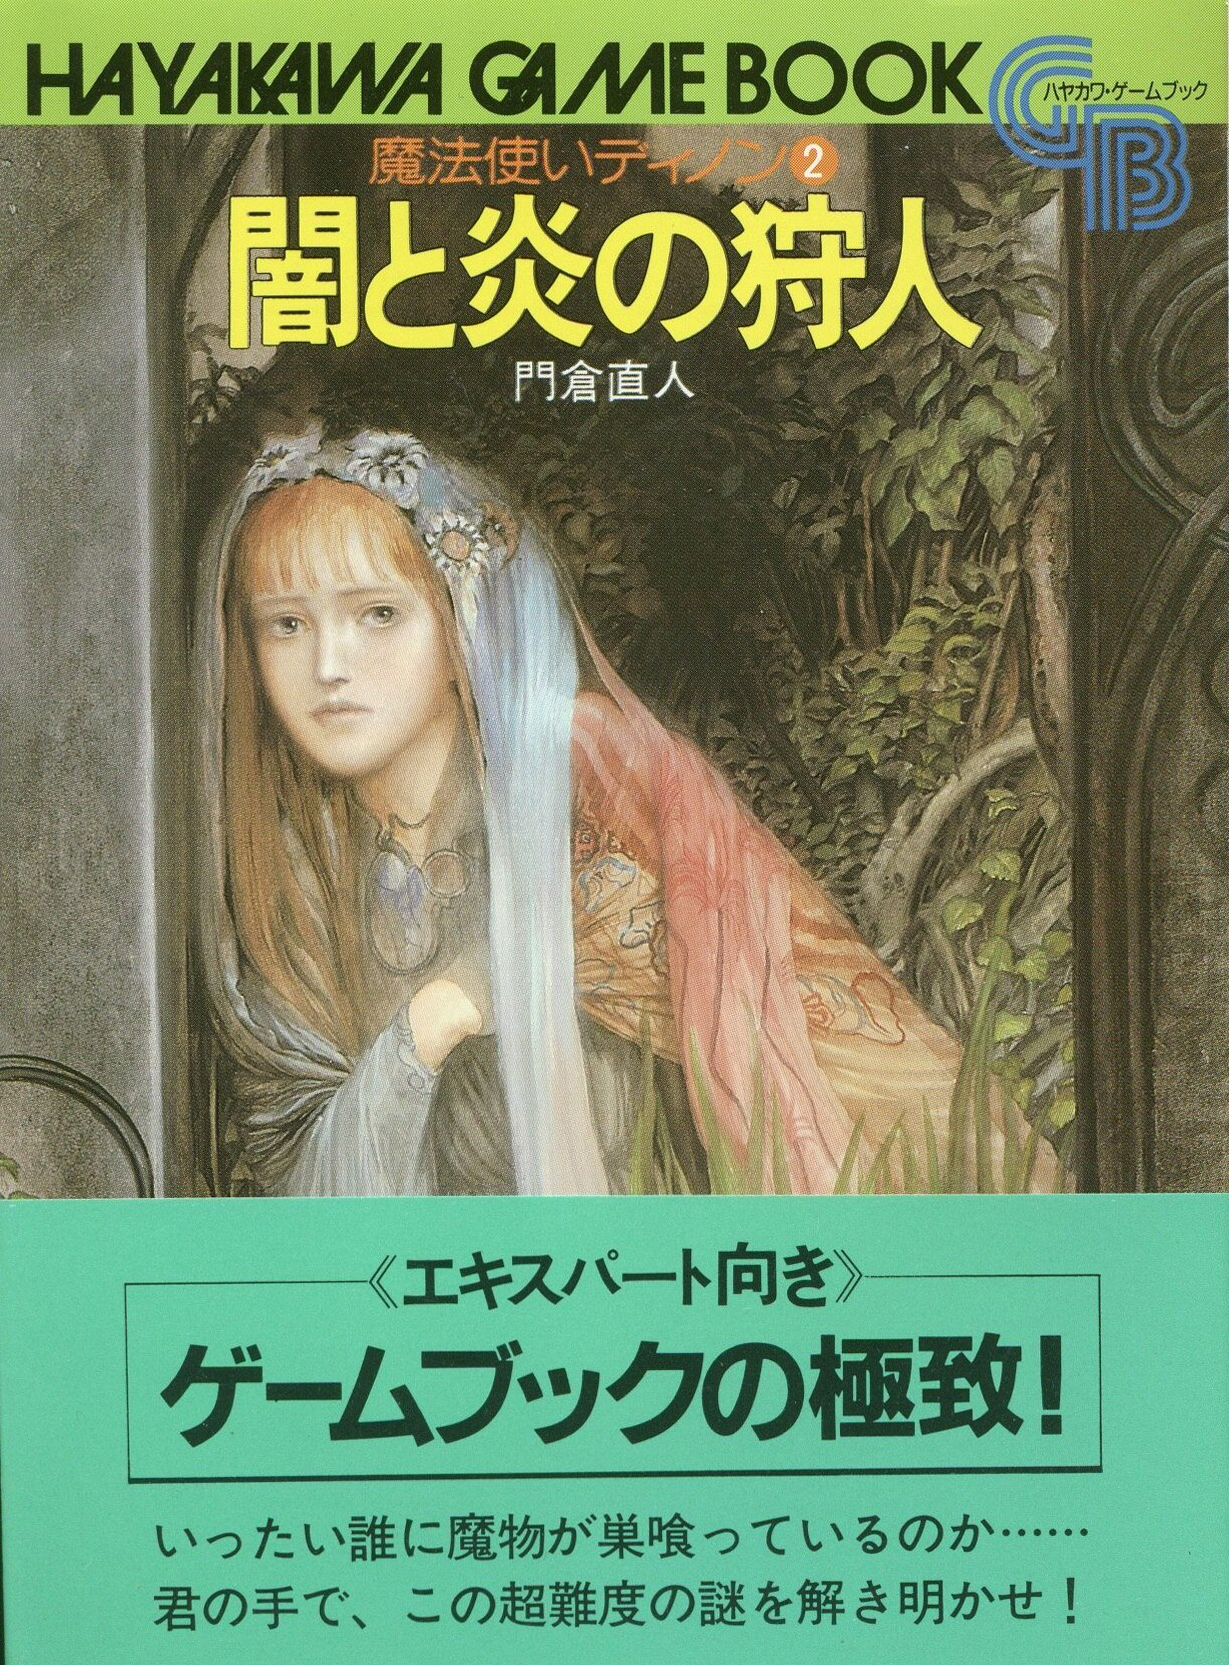 HAYAKAWA GAME BOOK
ハヤカワ・ゲームブック
GB
魔法使いディノン2
闇と炎の狩人
門倉直人
《エキスパート向き》
ゲームブックの極致!
いったい誰に魔物が巣喰っているのか……
君の手で、この超難度の謎を解き明かせ!